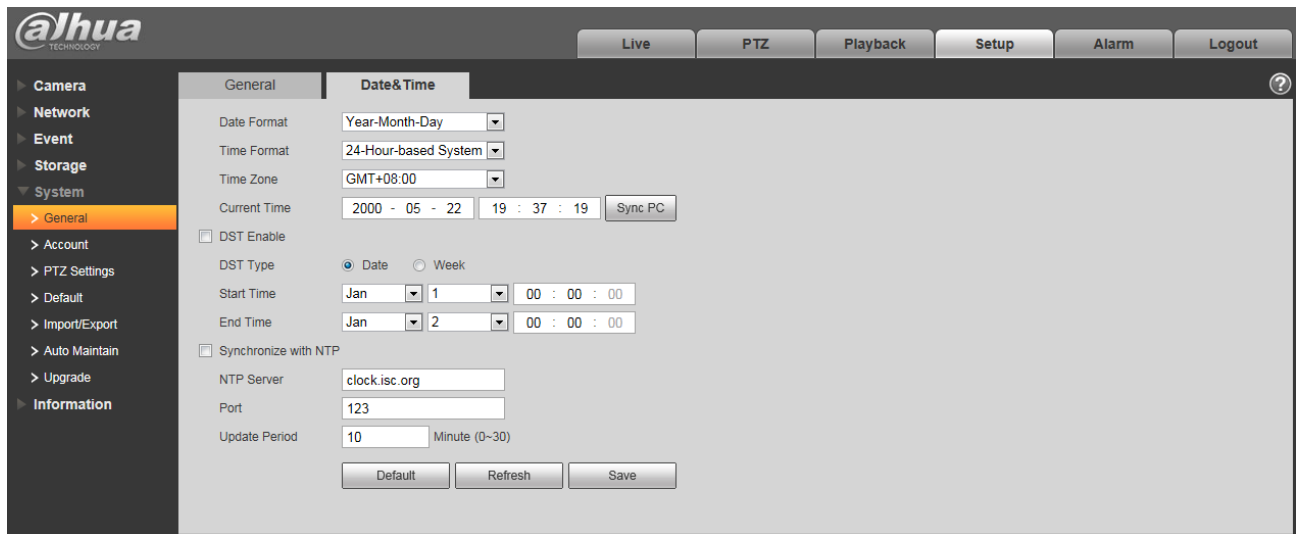 alhua
TECHNOLOGY
Live PTZ Playback Setup Alarm Logout
Camera
Network
Event
Storage
System
> General
> Account
> PTZ Settings
> Default
> Import/Export
> Auto Maintain
> Upgrade
Information
General Date&Time ?
Date Format Year-Month-Day
Time Format 24-Hour-based System
Time Zone GMT+08:00
Current Time 2000 - 05 - 22 19 : 37 : 19 Sync PC
DST Enable
DST Type Date Week
Start Time Jan 1 00 : 00 : 00
End Time Jan 2 00 : 00 : 00
Synchronize with NTP
NTP Server clock.isc.org
Port 123
Update Period 10 Minute (0~30)
Default Refresh Save